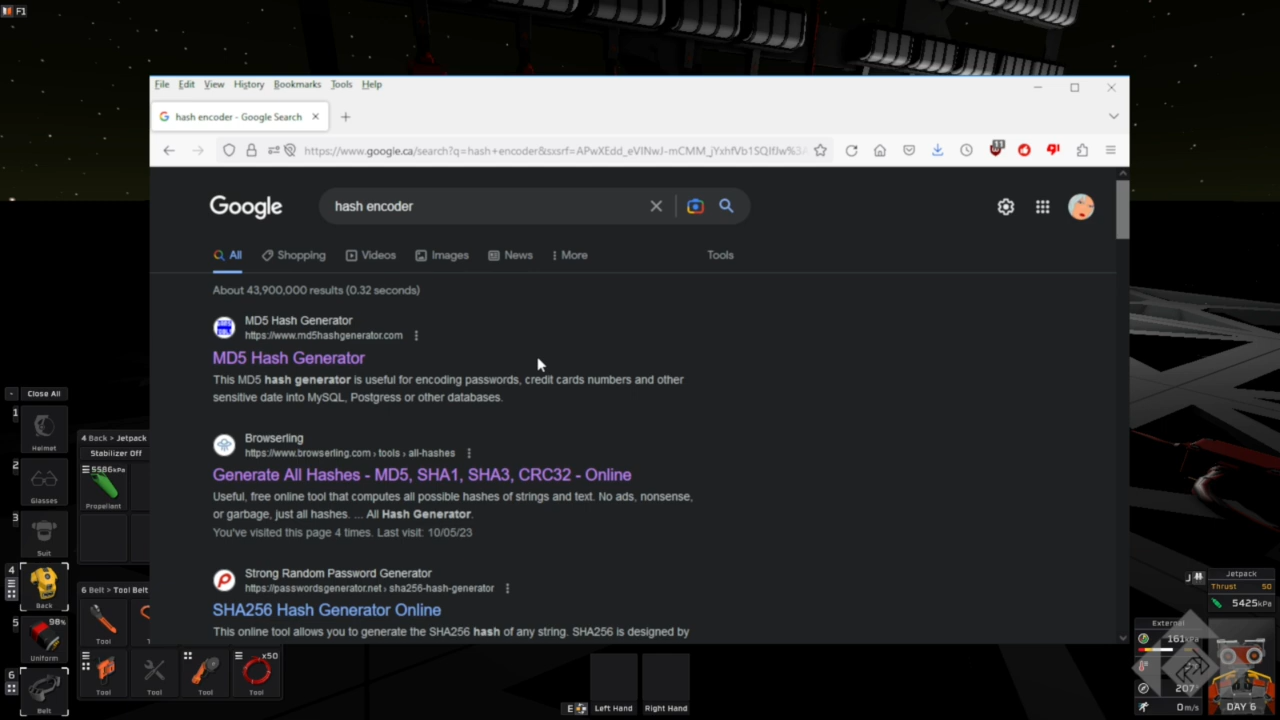 F1
File Edit View History Bookmarks Tools Help
hash encoder - Google Search
https://www.google.ca/search?q=hash+encoder&sxsrf=
Google
hash encoder
All Shopping Videos Images News More Tools
About 43,900,000 results (0.32 seconds)
MD5 Hash Generator
https://www.md5hashgenerator.com
MD5 Hash Generator
This MD5 hash generator is useful for encoding passwords, credit cards numbers and other
sensitive date into MySQL, Postgress or other databases.
Browserling
https://www.browserling.com › tools › all-hashes
Generate All Hashes - MD5, SHA1, SHA3, CRC32 - Online
Useful, free online tool that computes all possible hashes of strings and text. No ads, nonsense,
or garbage, just all hashes. ... All Hash Generator.
You've visited this page 4 times. Last visit: 10/05/23
Strong Random Password Generator
https://passwordsgenerator.net › sha256-hash-generator
SHA256 Hash Generator Online
This online tool allows you to generate the SHA256 hash of any string. SHA256 is designed by
Close All
1
Helmet
2
Glasses
3
Suit
4
Back
5
98%
Uniform
6
Belt
4 Back > Jetpack
Stabilizer Off
5586kPa
Propellent
6 Belt > Tool Belt
Tool
Tool
Tool
Tool
x50
Tool
E
Left Hand
Right Hand
J
Jetpack
Thrust 50
5425kPa
External
161kPa
207°
0m/s
DAY 6